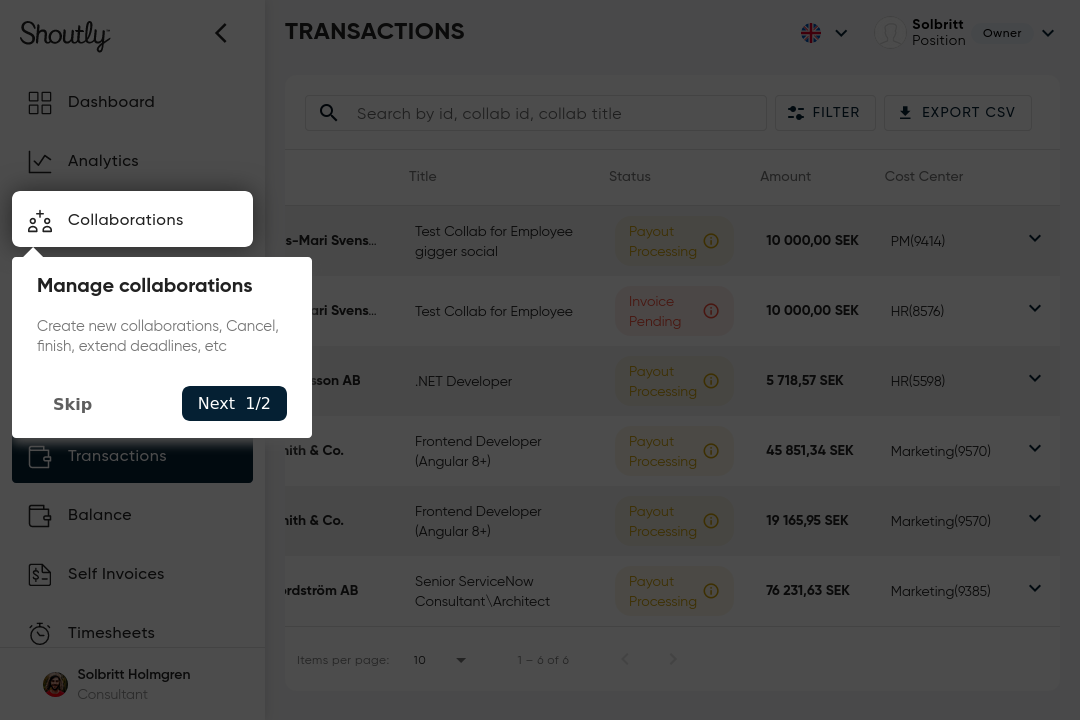 Shoutly
TRANSACTIONS
Solbritt
Position
Owner
Dashboard
Analytics
Collaborations
Manage collaborations
Create new collaborations, Cancel,
finish, extend deadlines, etc
Skip
Next 1/2
Transactions
Balance
Self Invoices
Timesheets
Solbritt Holmgren
Consultant
Search by id, collab id, collab title
FILTER
EXPORT CSV
Title Status Amount Cost Center
s-Mari Svens... Test Collab for Employee
gigger social
Payout
Processing
10 000,00 SEK PM(9414)
ari Svens... Test Collab for Employee
Invoice
Pending
10 000,00 SEK HR(8576)
sson AB .NET Developer
Payout
Processing
5 718,57 SEK HR(5598)
nith & Co. Frontend Developer
(Angular 8+)
Payout
Processing
45 851,34 SEK Marketing(9570)
nith & Co. Frontend Developer
(Angular 8+)
Payout
Processing
19 165,95 SEK Marketing(9570)
ordström AB Senior ServiceNow
Consultant\Architect
Payout
Processing
76 231,63 SEK Marketing(9385)
Items per page: 10 1 – 6 of 6